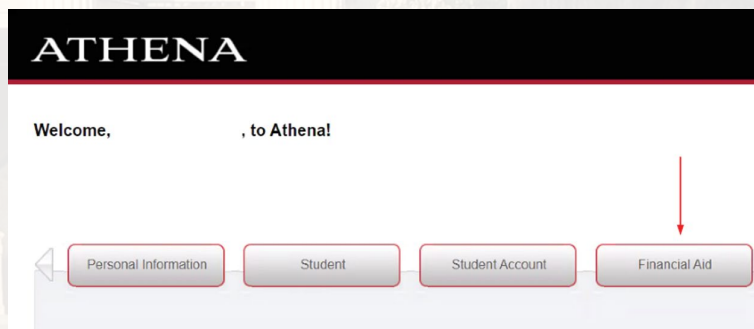 ATHENA
Welcome, , to Athena!
Personal Information Student Student Account Financial Aid